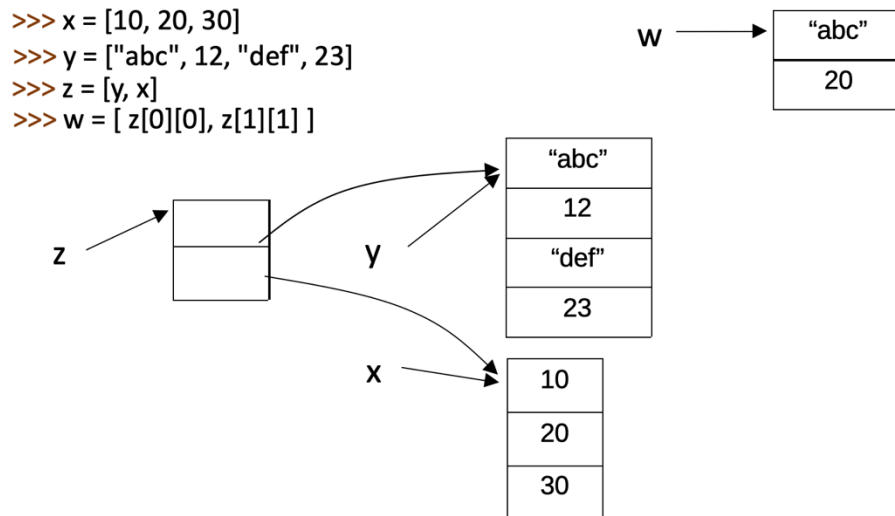 >>> x = [10, 20, 30]
>>> y = ["abc", 12, "def", 23]
>>> z = [y, x]
>>> w = [ z[0][0], z[1][1] ]
w
“abc”
20
z
y
“abc”
12
“def”
23
x
10
20
30